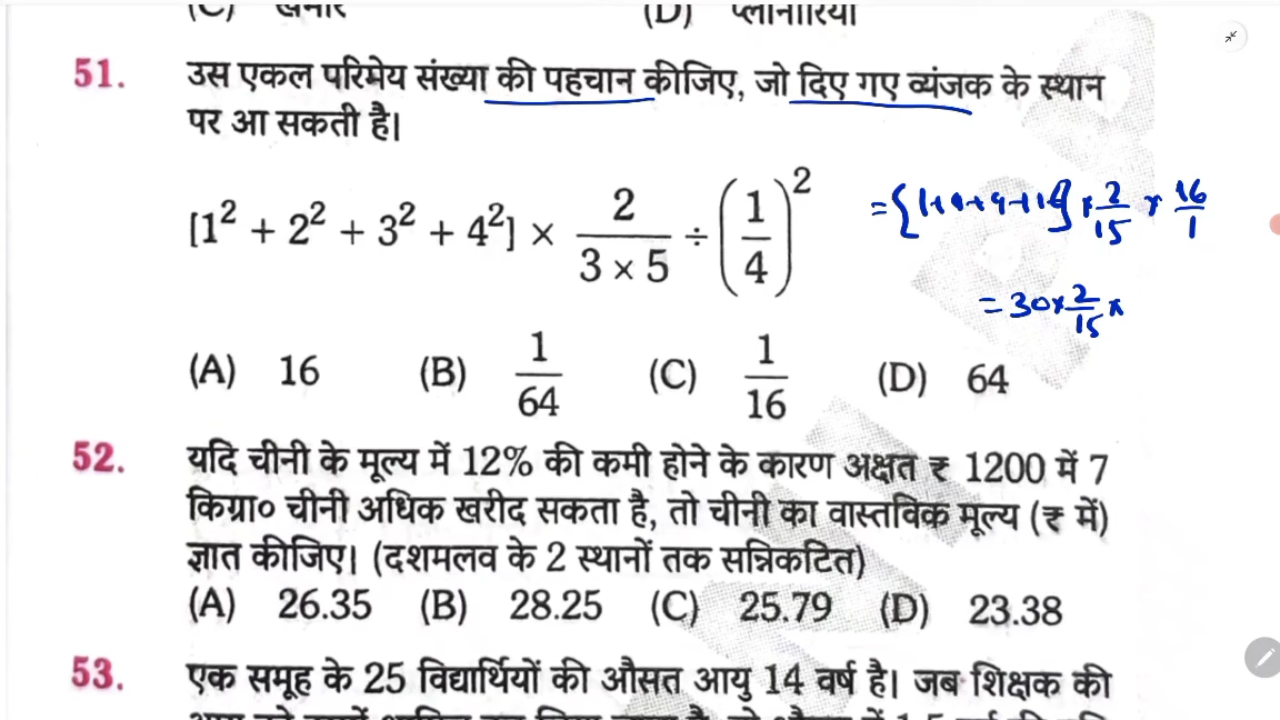 (C) खमीर (D) प्लानारिया
51. उस एकल परिमेय संख्या की पहचान कीजिए, जो दिए गए व्यंजक के स्थान
पर आ सकती है।
[1² + 2² + 3² + 4²] × 2/(3 × 5) ÷ (1/4)²
= {1+4+9+16} × 2/15 × 16/1
= 30 × 2/15 ×
(A) 16 (B) 1/64 (C) 1/16 (D) 64
52. यदि चीनी के मूल्य में 12% की कमी होने के कारण अक्षत ₹ 1200 में 7
किग्रा० चीनी अधिक खरीद सकता है, तो चीनी का वास्तविक मूल्य (₹ में)
ज्ञात कीजिए। (दशमलव के 2 स्थानों तक सन्निकटित)
(A) 26.35 (B) 28.25 (C) 25.79 (D) 23.38
53. एक समूह के 25 विद्यार्थियों की औसत आयु 14 वर्ष है। जब शिक्षक की